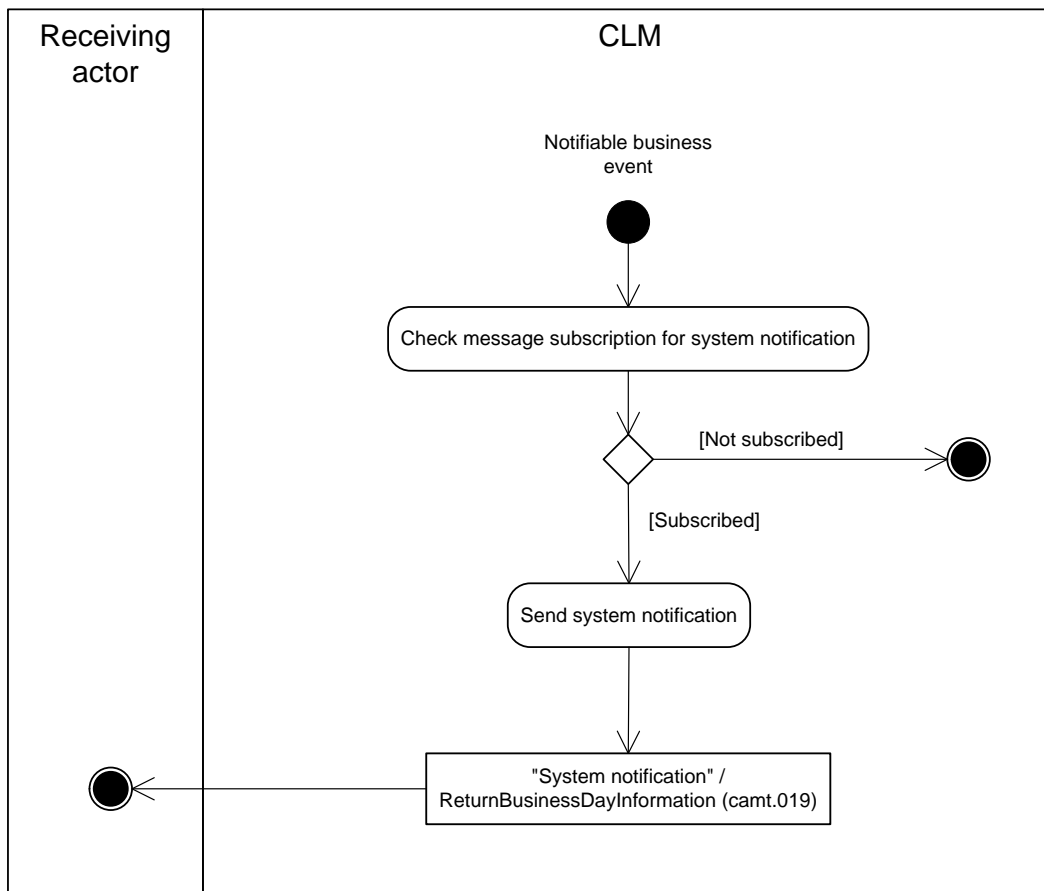 Receiving
actor
CLM
Notifiable business
event
Check message subscription for system notification
[Not subscribed]
[Subscribed]
Send system notification
"System notification" /
ReturnBusinessDayInformation (camt.019)